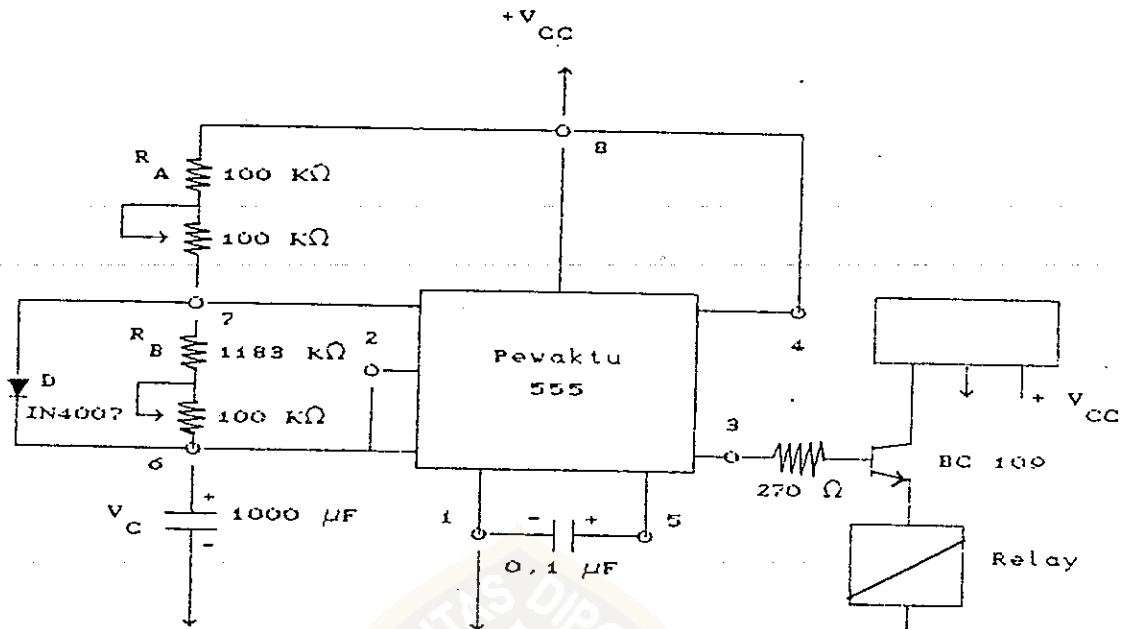 +V CC
8
R A 100 KΩ
100 KΩ
7
R B 1183 KΩ
2
D
IN4007
100 KΩ
6
Pewaktu
555
4
3
+ V CC
270 Ω
BC 109
V C + 1000 μF -
1 - + 5
0,1 μF
Relay